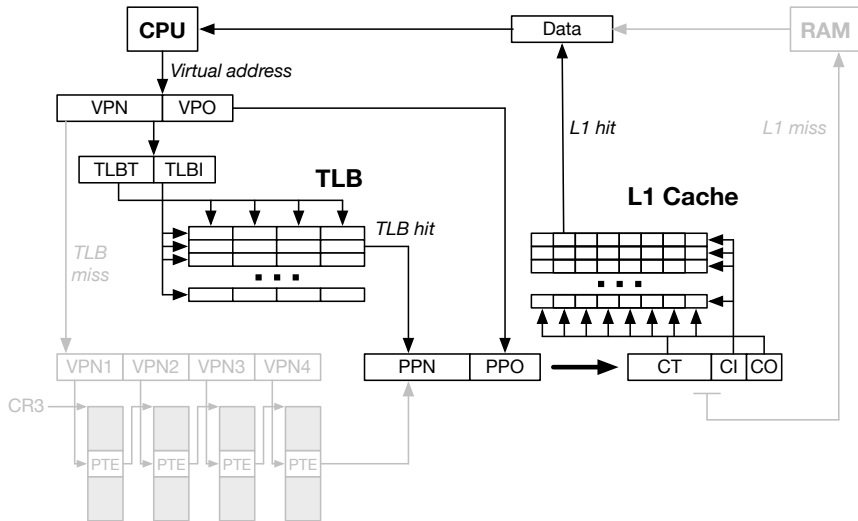 CPU
Data
RAM
Virtual address
VPN VPO
L1 hit
L1 miss
TLBT TLBI
TLB
L1 Cache
TLB hit
TLB
miss
VPN1 VPN2 VPN3 VPN4
PPN PPO
CT CI CO
CR3
PTE PTE PTE PTE